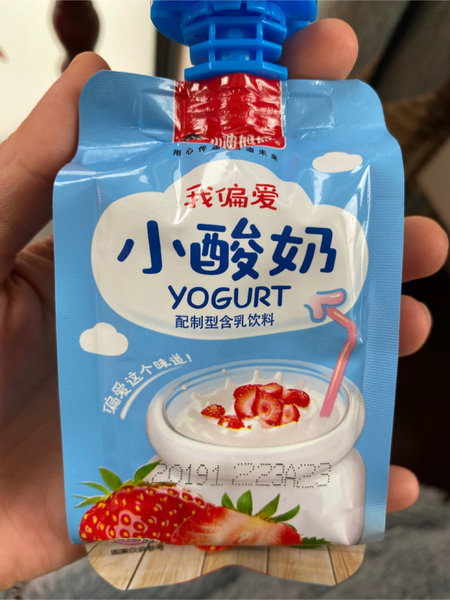 我偏爱
小酸奶
YOGURT
配制型含乳饮料
偏爱这个味道!
20191223A23